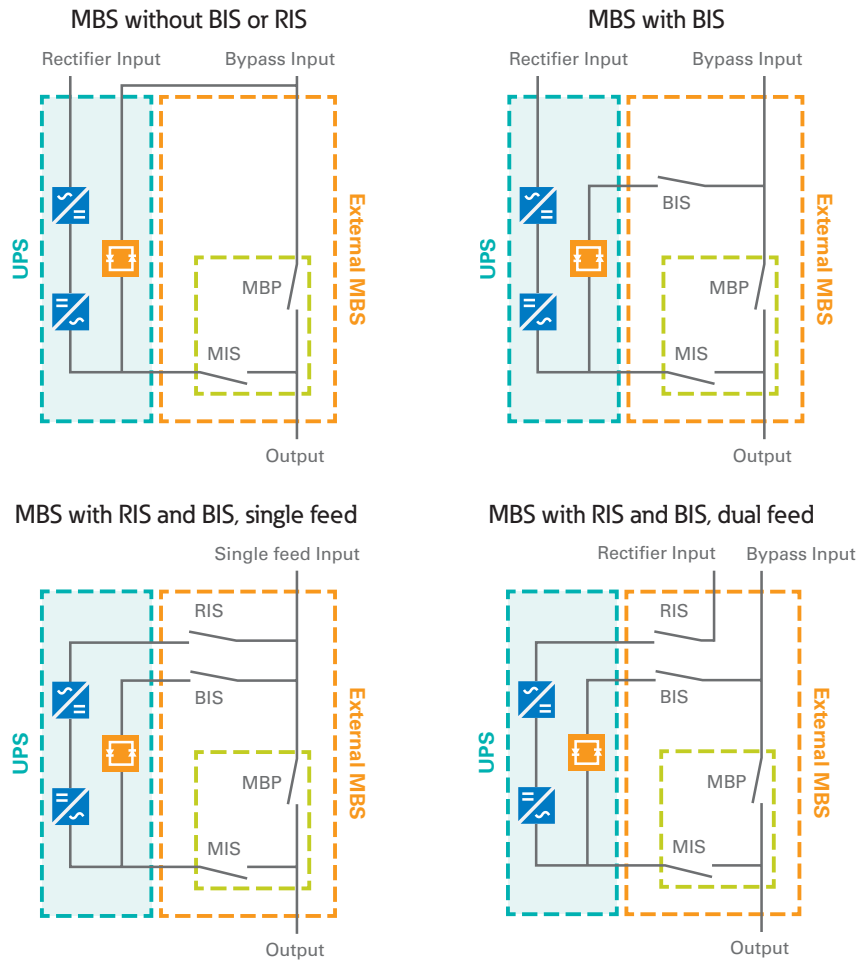 MBS without BIS or RIS
Rectifier Input
Bypass Input
UPS
External MBS
MBP
MIS
Output
MBS with BIS
Rectifier Input
Bypass Input
BIS
UPS
External MBS
MBP
MIS
Output
MBS with RIS and BIS, single feed
Single feed Input
RIS
BIS
UPS
External MBS
MBP
MIS
Output
MBS with RIS and BIS, dual feed
Rectifier Input
Bypass Input
RIS
BIS
UPS
External MBS
MBP
MIS
Output